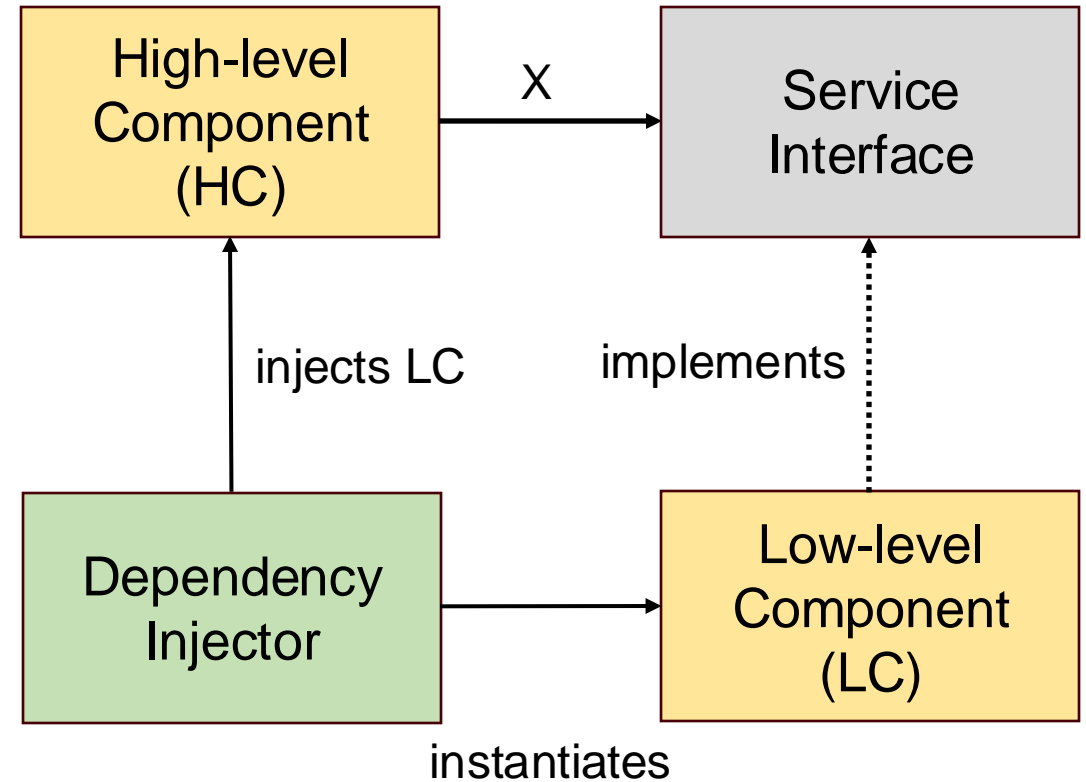 High-level
Component
(HC)
X
Service
Interface
injects LC
implements
Dependency
Injector
Low-level
Component
(LC)
instantiates